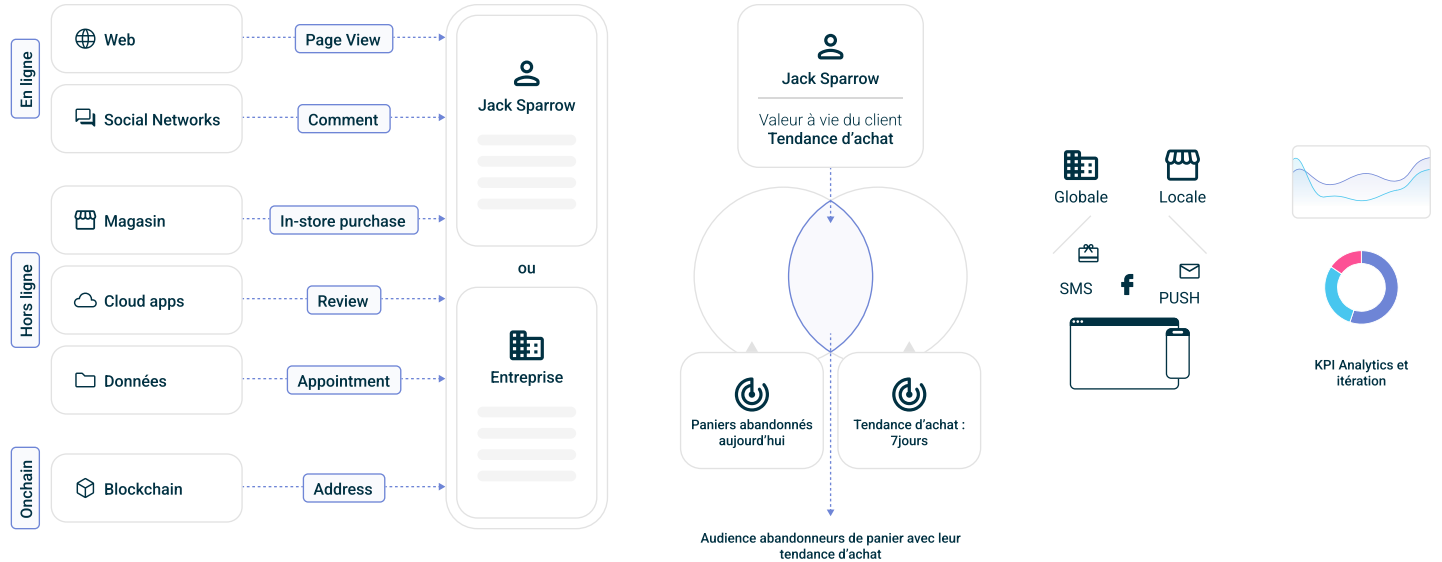 En ligne
Web
Page View
Social Networks
Comment
Hors ligne
Magasin
In-store purchase
Cloud apps
Review
Données
Appointment
Onchain
Blockchain
Address
Jack Sparrow
ou
Entreprise
Jack Sparrow
Valeur à vie du client
Tendance d’achat
Paniers abandonnés
aujourd’hui
Tendance d’achat :
7jours
Audience abandonneurs de panier avec leur
tendance d’achat
Globale
Locale
SMS
PUSH
KPI Analytics et
itération